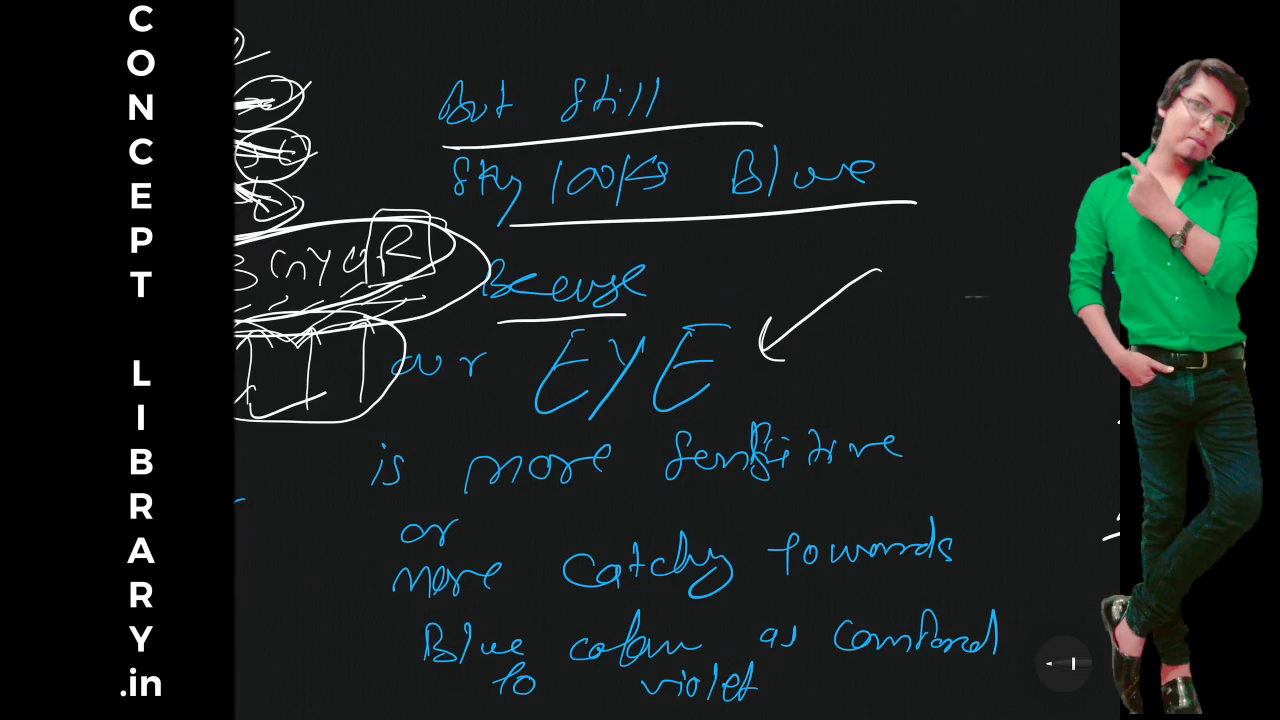 CONCEPT LIBRARY.in
But Still
Sky looks Blue
Because
our EYE
is more Sensitive
or
more Catchy towards
Blue colour as compared
to violet